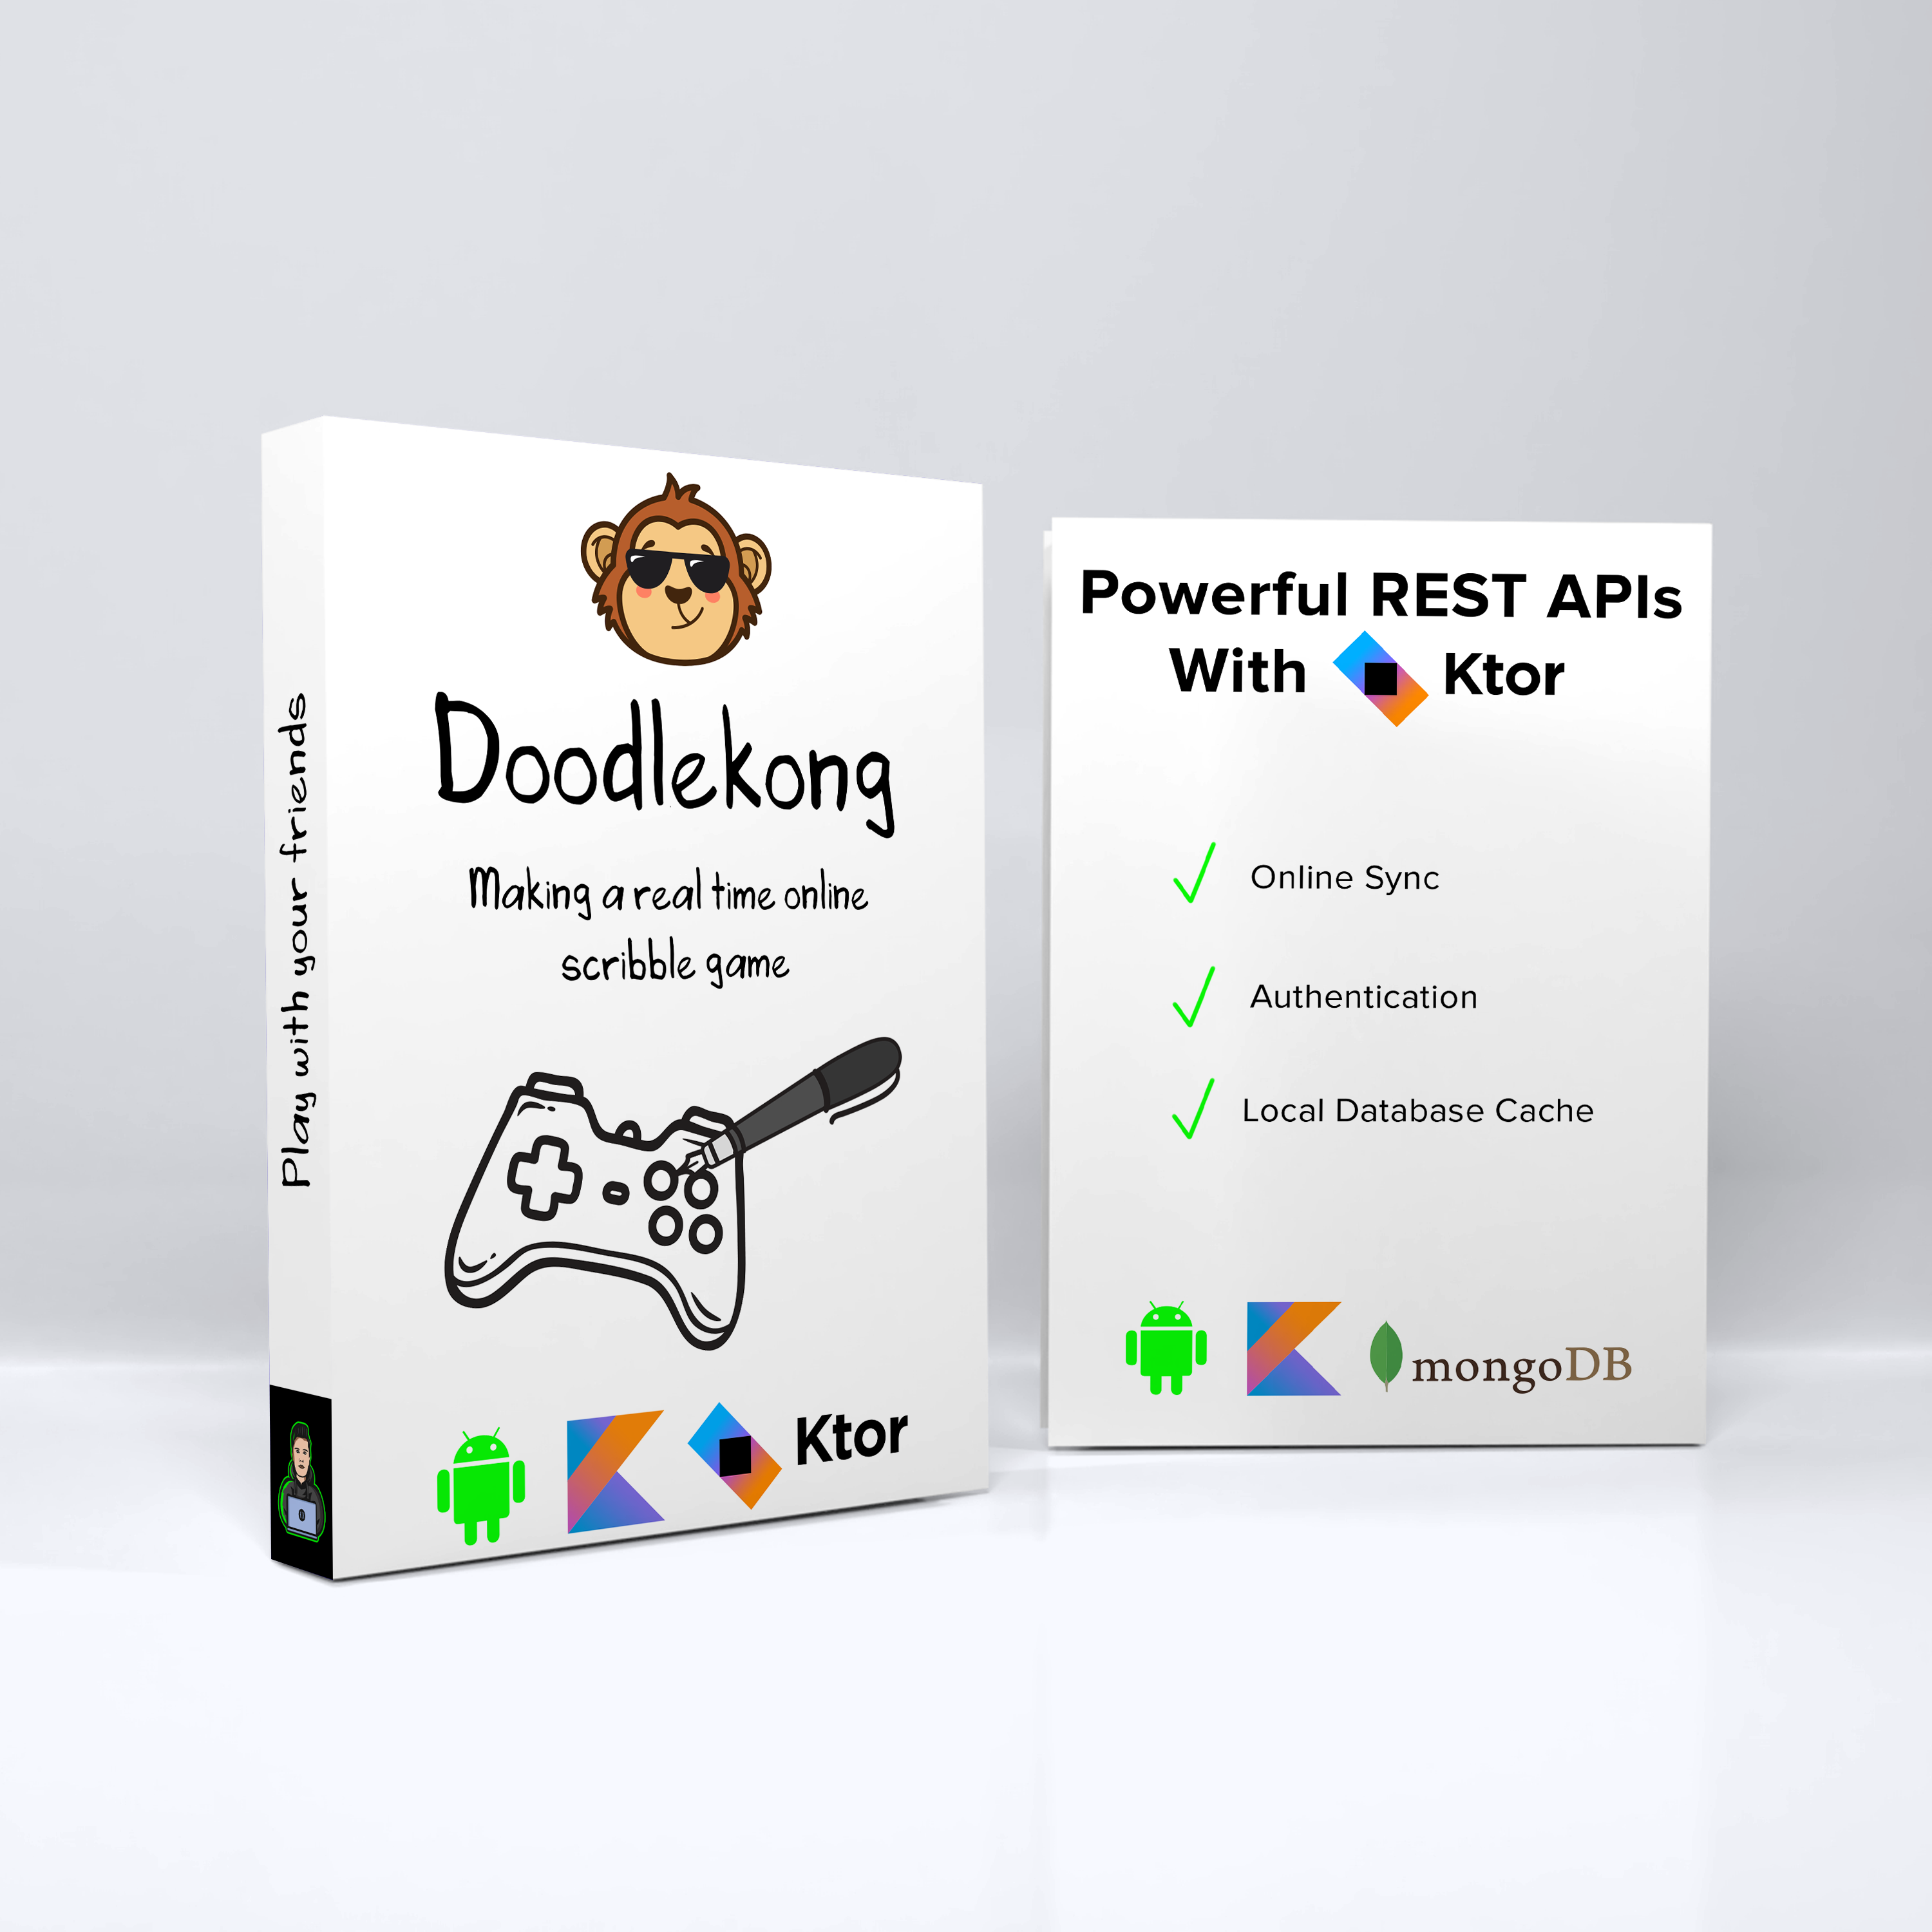 Play with your friends
Doodlekong
Making a real time online
scribble game
Ktor
Powerful REST APIs
With Ktor
Online Sync
Authentication
Local Database Cache
mongoDB